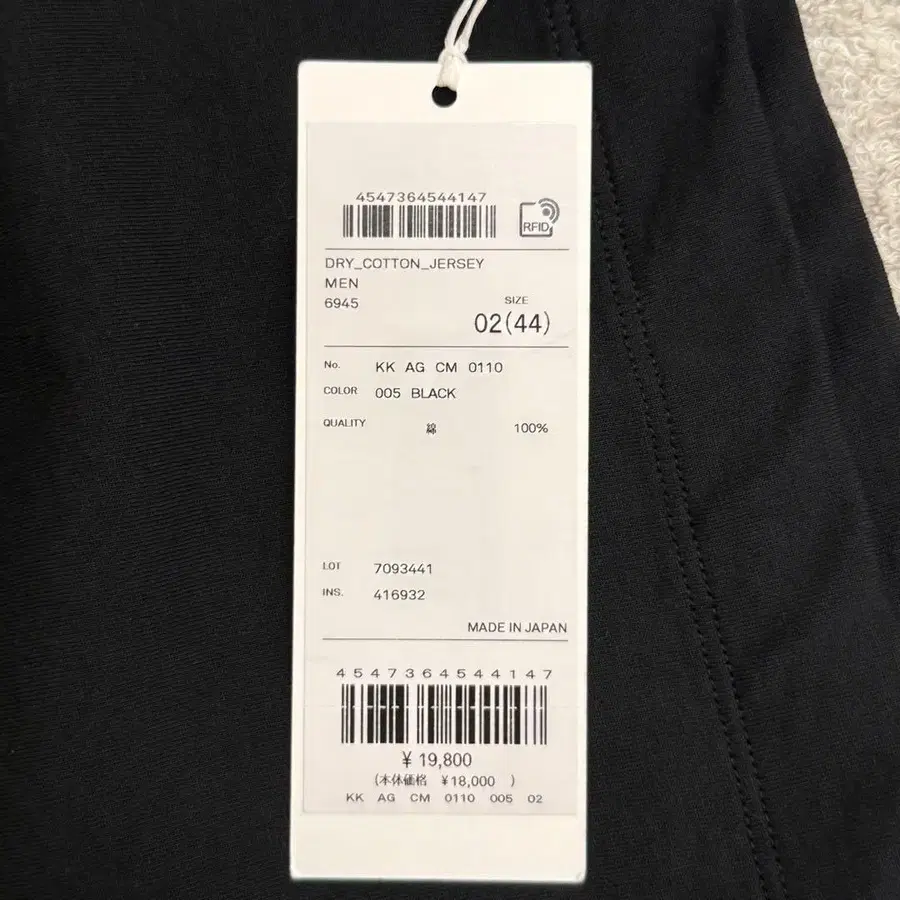 4547364544147
RFID
DRY_COTTON_JERSEY
MEN
6945
SIZE
02(44)
No. KK AG CM 0110
COLOR 005 BLACK
QUALITY 綿 100%
LOT 7093441
INS. 416932
MADE IN JAPAN
4547364544147
¥ 19,800
(本体価格 ¥18,000 )
KK AG CM 0110 005 02